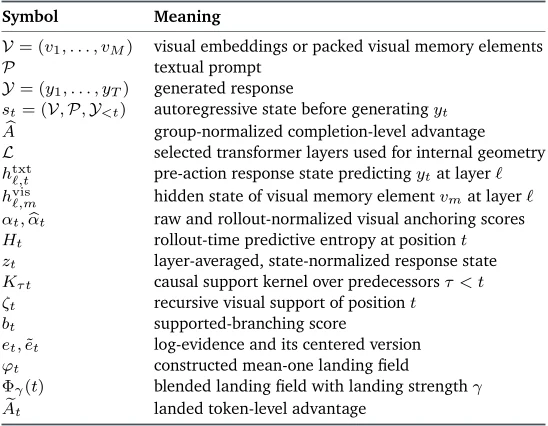 Symbol Meaning
𝒱 = (v₁, . . . , v_M) visual embeddings or packed visual memory elements
𝒫 textual prompt
𝒴 = (y₁, . . . , y_T) generated response
s_t = (𝒱, 𝒫, 𝒴_{<t}) autoregressive state before generating y_t
Â group-normalized completion-level advantage
ℒ selected transformer layers used for internal geometry
h^{txt}_{ℓ,t} pre-action response state predicting y_t at layer ℓ
h^{vis}_{ℓ,m} hidden state of visual memory element v_m at layer ℓ
α_t, α̂_t raw and rollout-normalized visual anchoring scores
H_t rollout-time predictive entropy at position t
z_t layer-averaged, state-normalized response state
K_{τt} causal support kernel over predecessors τ < t
ζ_t recursive visual support of position t
b_t supported-branching score
e_t, ẽ_t log-evidence and its centered version
φ_t constructed mean-one landing field
Φ_γ(t) blended landing field with landing strength γ
Ã_t landed token-level advantage